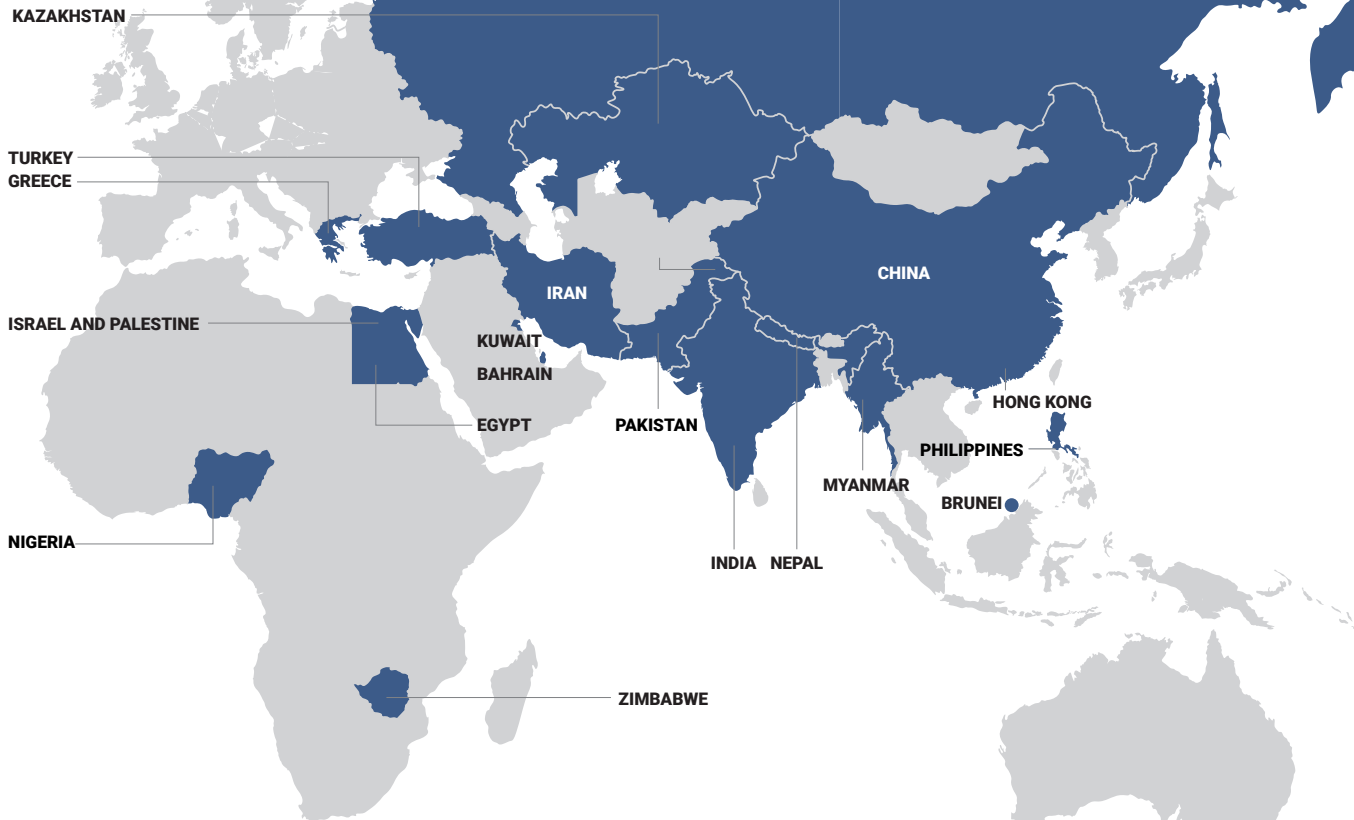 KAZAKHSTAN
TURKEY
GREECE
CHINA
IRAN
ISRAEL AND PALESTINE
KUWAIT
BAHRAIN
HONG KONG
EGYPT
PAKISTAN
PHILIPPINES
MYANMAR
BRUNEI
NIGERIA
INDIA
NEPAL
ZIMBABWE